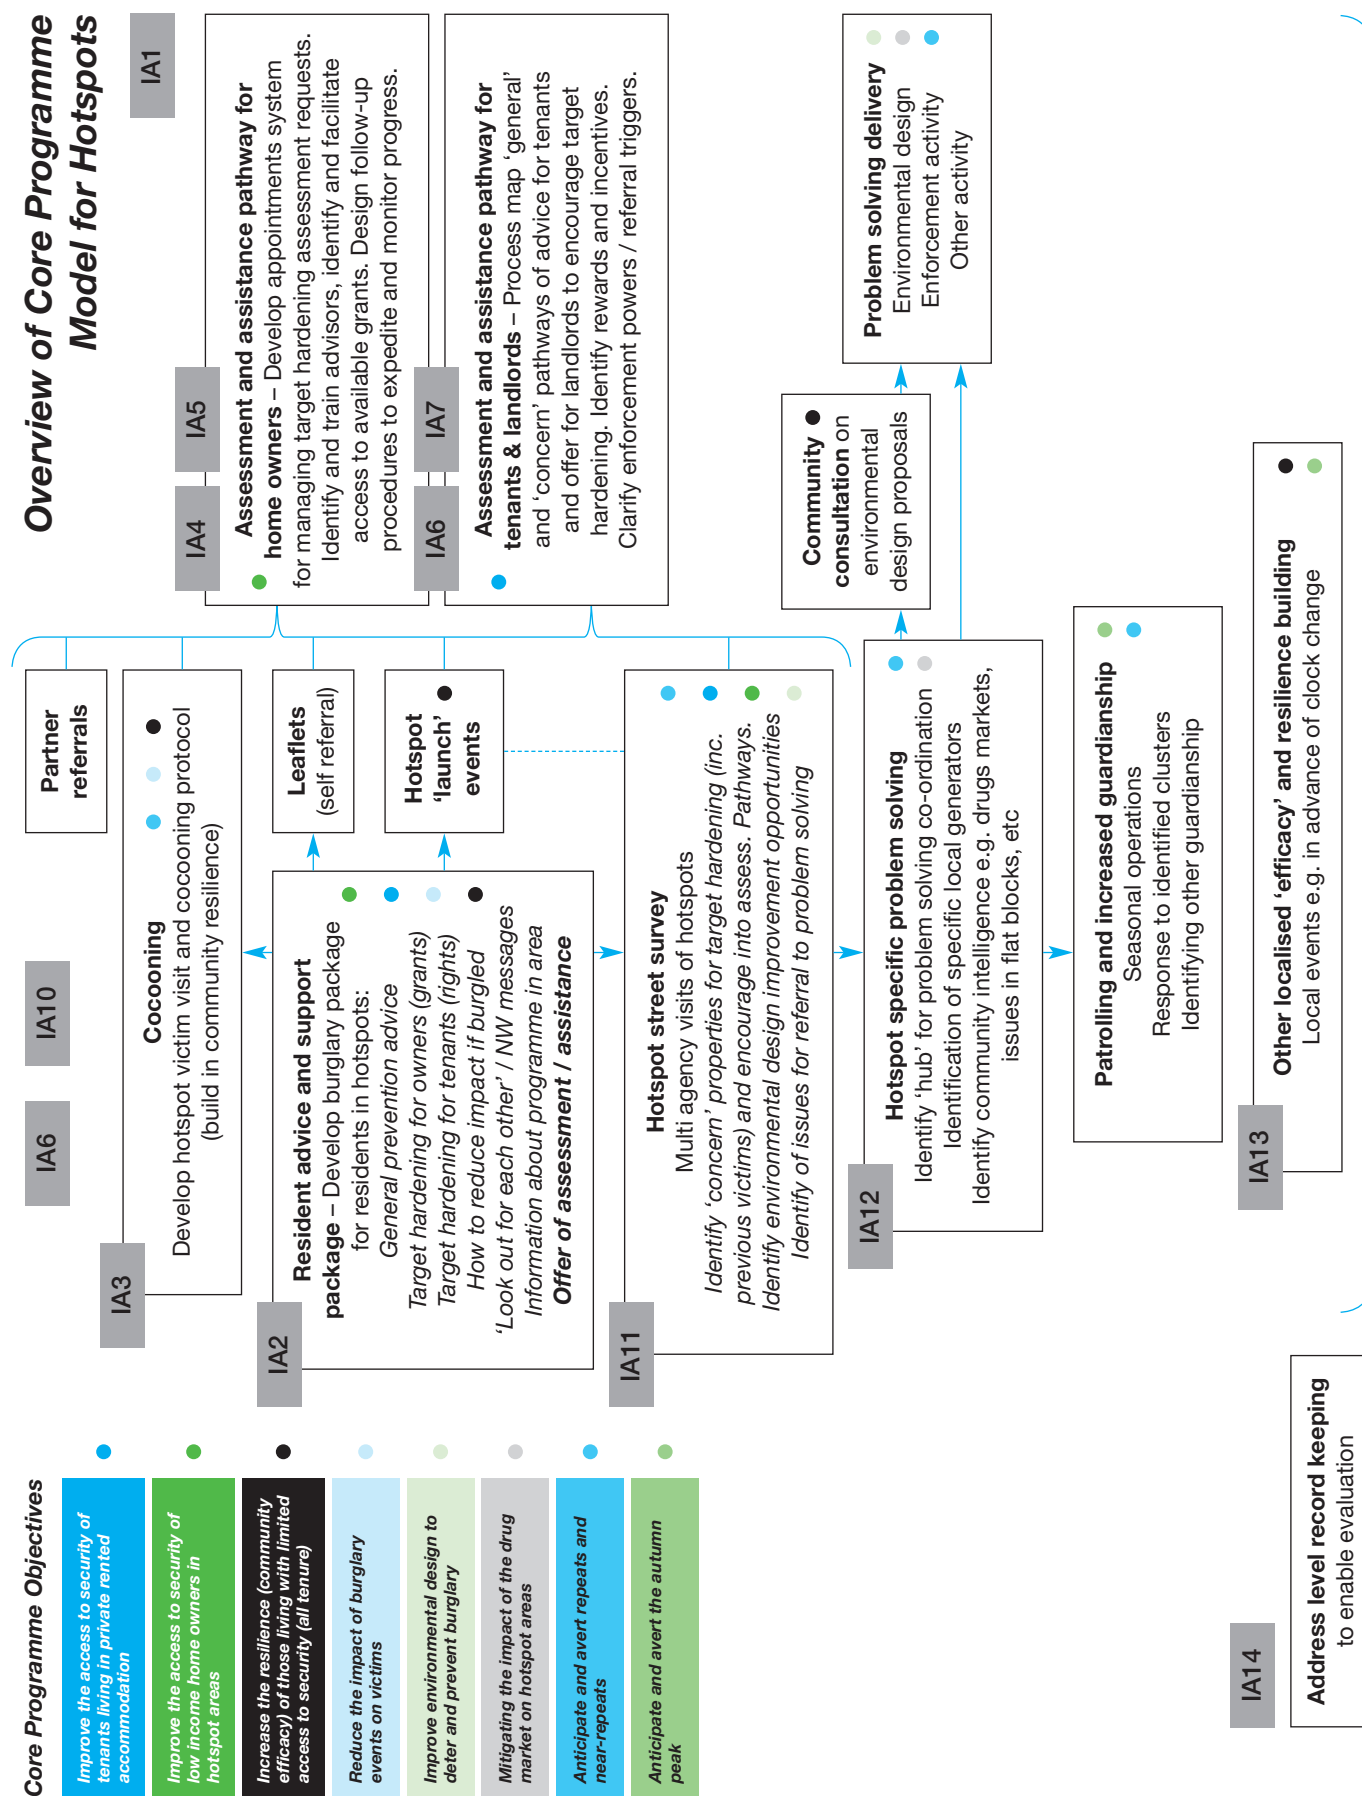 Overview of Core Programme
Model for Hotspots
Core Programme Objectives
Improve the access to security of
tenants living in private rented
accommodation
Improve the access to security of
low income home owners in
hotspot areas
Increase the resilience (community
efficacy) of those living with limited
access to security (all tenure)
Reduce the impact of burglary
events on victims
Improve environmental design to
deter and prevent burglary
Mitigating the impact of the drug
market on hotspot areas
Anticipate and avert repeats and
near-repeats
Anticipate and avert the autumn
peak
IA6
IA10
IA1
IA3
Cocooning
Develop hotspot victim visit and cocooning protocol
(build in community resilience)
Partner
referrals
IA2
Resident advice and support
package – Develop burglary package
for residents in hotspots:
General prevention advice
Target hardening for owners (grants)
Target hardening for tenants (rights)
How to reduce impact if burgled
‘Look out for each other’ / NW messages
Information about programme in area
Offer of assessment / assistance
Leaflets
(self referral)
Hotspot
‘launch’
events
IA4
IA5
Assessment and assistance pathway for
home owners – Develop appointments system
for managing target hardening assessment requests.
Identify and train advisors, identify and facilitate
access to available grants. Design follow-up
procedures to expedite and monitor progress.
IA6
IA7
Assessment and assistance pathway for
tenants & landlords – Process map ‘general’
and ‘concern’ pathways of advice for tenants
and offer for landlords to encourage target
hardening. Identify rewards and incentives.
Clarify enforcement powers / referral triggers.
IA11
Hotspot street survey
Multi agency visits of hotspots
Identify ‘concern’ properties for target hardening (inc.
previous victims) and encourage into assess. Pathways.
Identify environmental design improvement opportunities
Identify of issues for referral to problem solving
IA12
Hotspot specific problem solving
Identify ‘hub’ for problem solving co-ordination
Identification of specific local generators
Identify community intelligence e.g. drugs markets,
issues in flat blocks, etc
Community
consultation on
environmental
design proposals
Problem solving delivery
Environmental design
Enforcement activity
Other activity
Patrolling and increased guardianship
Seasonal operations
Response to identified clusters
Identifying other guardianship
IA13
Other localised ‘efficacy’ and resilience building
Local events e.g. in advance of clock change
IA14
Address level record keeping
to enable evaluation